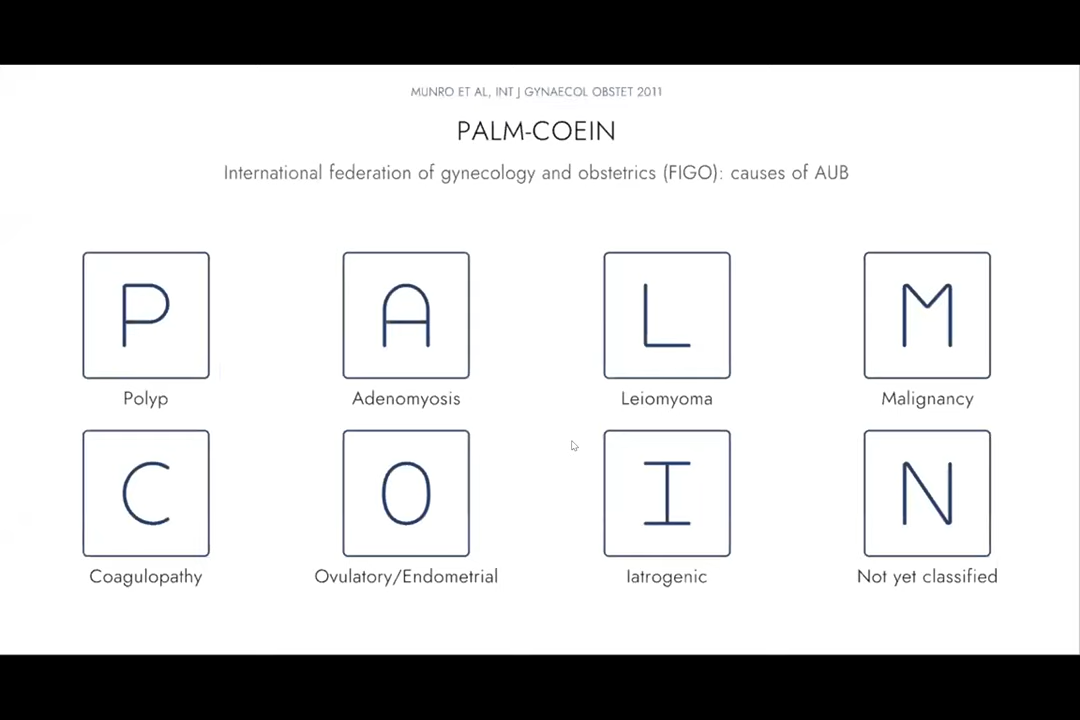 MUNRO ET AL, INT J GYNAECOL OBSTET 2011
PALM-COEIN
International federation of gynecology and obstetrics (FIGO): causes of AUB
P A L M
Polyp Adenomyosis Leiomyoma Malignancy
C O I N
Coagulopathy Ovulatory/Endometrial Iatrogenic Not yet classified